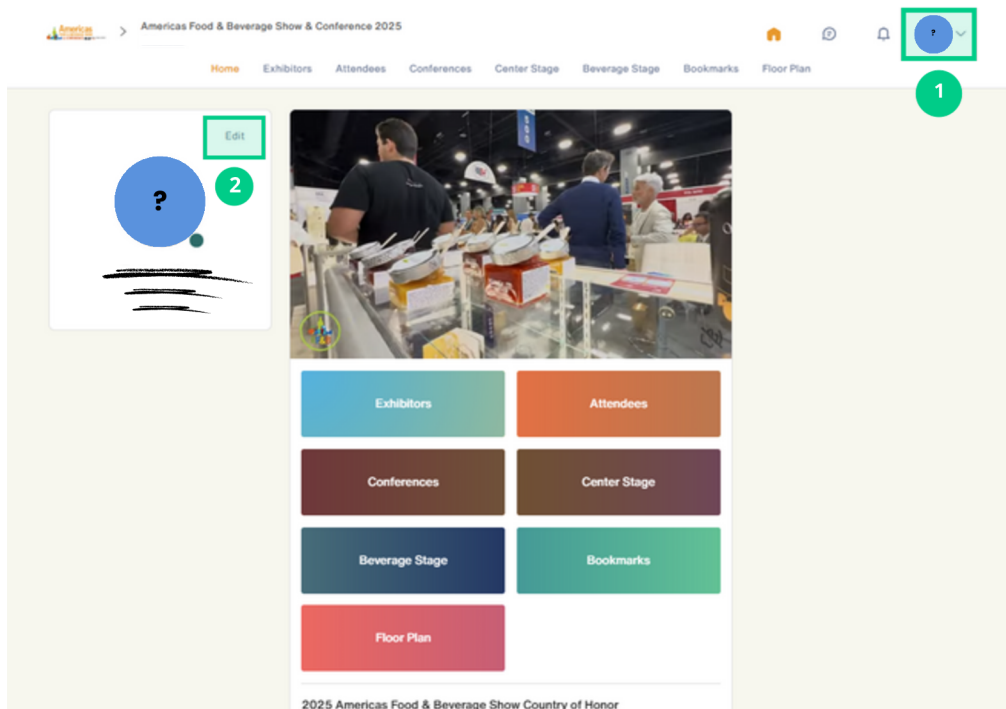 Americas
Americas Food & Beverage Show & Conference 2025
?
1
Home Exhibitors Attendees Conferences Center Stage Beverage Stage Bookmarks Floor Plan
Edit
2
?
Exhibitors
Attendees
Conferences
Center Stage
Beverage Stage
Bookmarks
Floor Plan
2025 Americas Food & Beverage Show Country of Honor